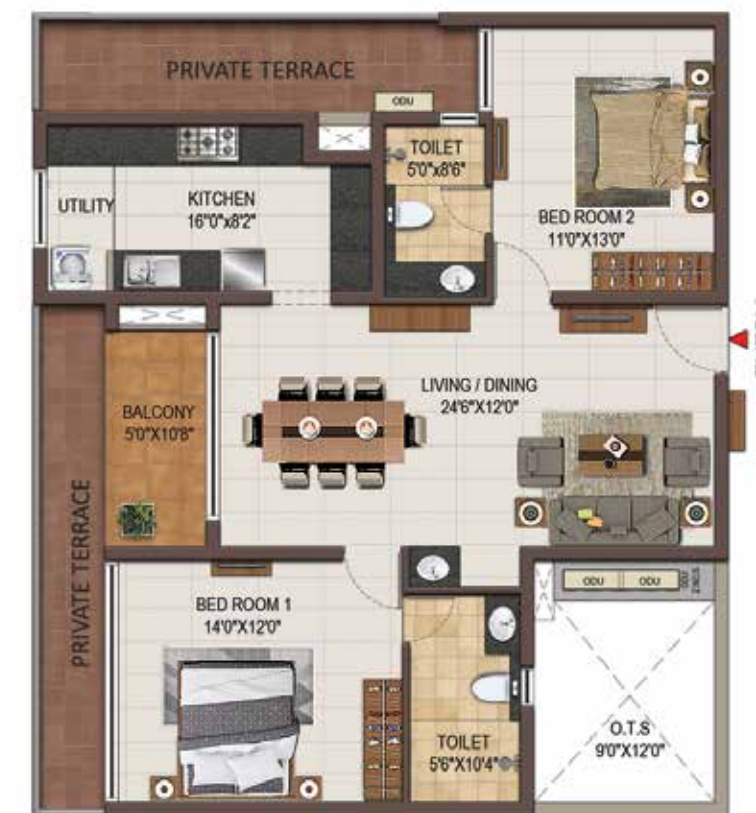 PRIVATE TERRACE
ODU
TOILET
5'0"x8'6"
BED ROOM 2
11'0"X13'0"
UTILITY
KITCHEN
16'0"x8'2"
LIVING / DINING
24'6"X12'0"
BALCONY
5'0"X10'8"
PRIVATE TERRACE
BED ROOM 1
14'0"X12'0"
TOILET
5'6"X10'4"
ODU
ODU
ODU
O.T.S
9'0"X12'0"